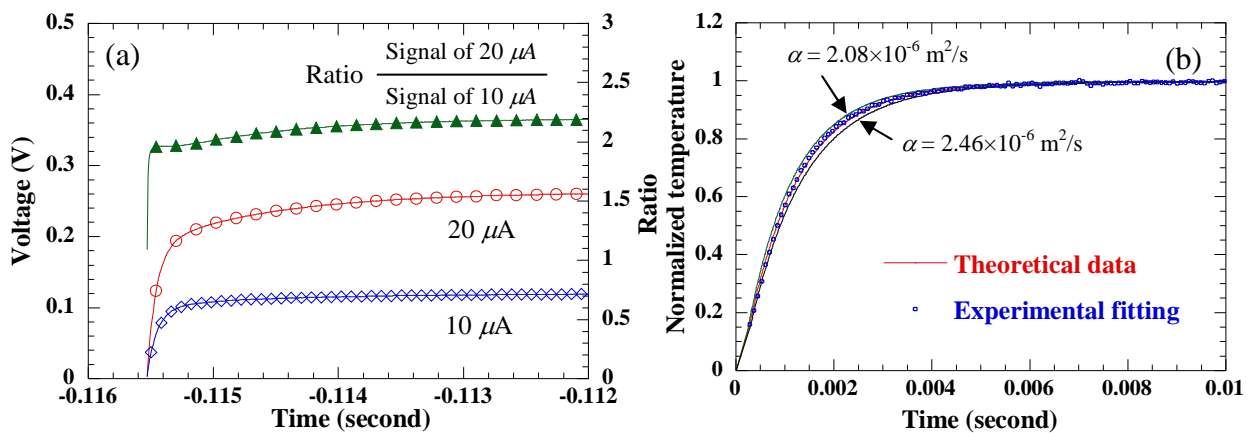 (a)
Ratio
Signal of 20 μA
Signal of 10 μA
20 μA
10 μA
Voltage (V)
0.5
0.4
0.3
0.2
0.1
0
3
2.5
2
1.5
1
0.5
0
Ratio
-0.116 -0.115 -0.114 -0.113 -0.112
Time (second)
(b)
α = 2.08×10⁻⁶ m²/s
α = 2.46×10⁻⁶ m²/s
Theoretical data
Experimental fitting
Normalized temperature
1.2
1
0.8
0.6
0.4
0.2
0
0 0.002 0.004 0.006 0.008 0.01
Time (second)